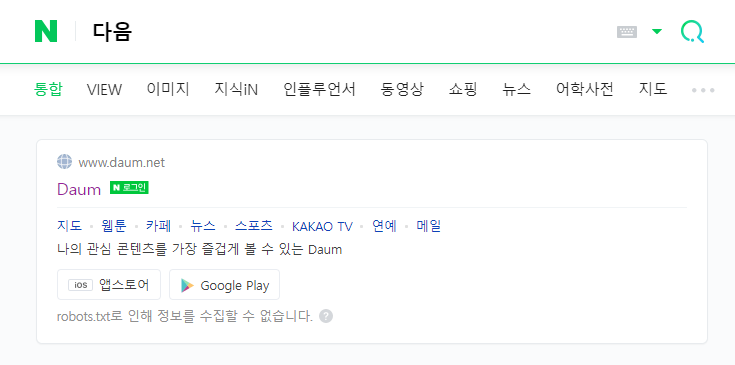 N 다음
통합 VIEW 이미지 지식iN 인플루언서 동영상 쇼핑 뉴스 어학사전 지도
www.daum.net
Daum N 로그인
지도 웹툰 카페 뉴스 스포츠 KAKAO TV 연예 메일
나의 관심 콘텐츠를 가장 즐겁게 볼 수 있는 Daum
iOS 앱스토어 Google Play
robots.txt로 인해 정보를 수집할 수 없습니다. ?